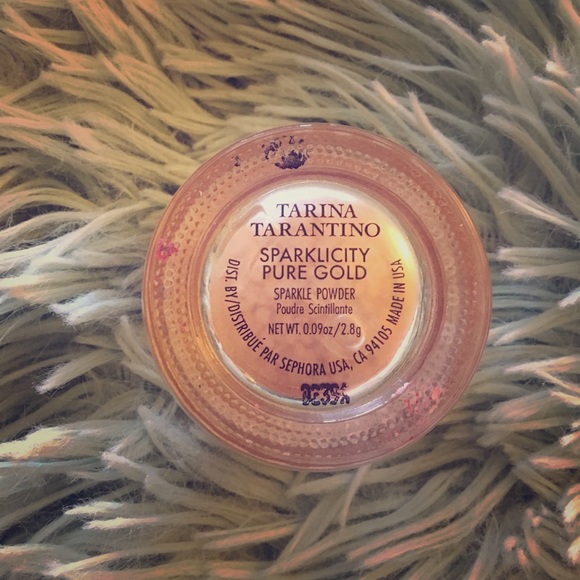 TARINA
TARANTINO
SPARKLICITY
PURE GOLD
SPARKLE POWDER
Poudre Scintillante
NET WT. 0.09oz/2.8g
DIST. BY/DISTRIBUÉ PAR SEPHORA USA, CA 94105 MADE IN USA